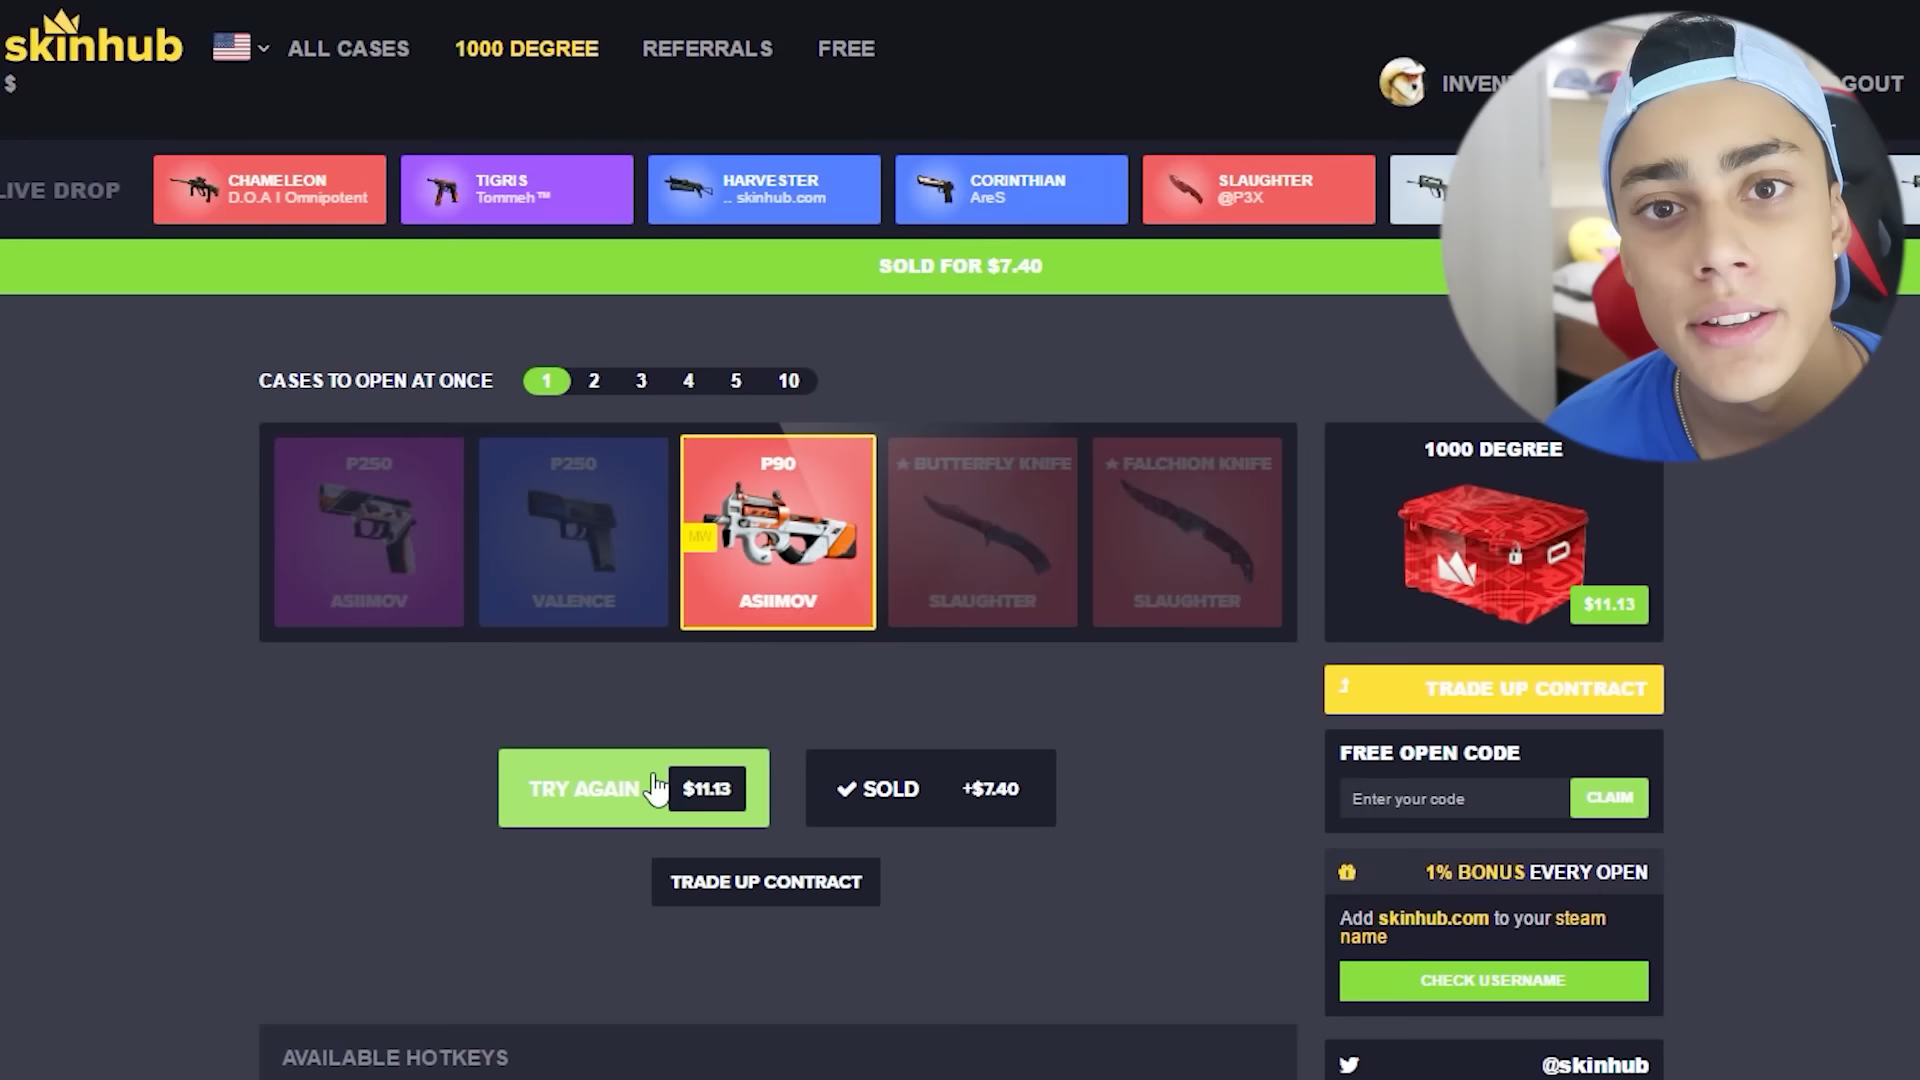 skinhub
$
ALL CASES
1000 DEGREE
REFERRALS
FREE
INVEN
GOUT
LIVE DROP
CHAMELEON
D.O.A I Omnipotent
TIGRIS
Tommeh™
HARVESTER
.. skinhub.com
CORINTHIAN
AreS
SLAUGHTER
@P3X
SOLD FOR $7.40
CASES TO OPEN AT ONCE
1 2 3 4 5 10
P250
ASIIMOV
P250
VALENCE
P90
MW
ASIIMOV
★ BUTTERFLY KNIFE
SLAUGHTER
★ FALCHION KNIFE
SLAUGHTER
1000 DEGREE
$11.13
TRADE UP CONTRACT
FREE OPEN CODE
Enter your code
CLAIM
TRY AGAIN $11.13
✔ SOLD +$7.40
TRADE UP CONTRACT
1% BONUS EVERY OPEN
Add skinhub.com to your steam
name
CHECK USERNAME
AVAILABLE HOTKEYS
@skinhub